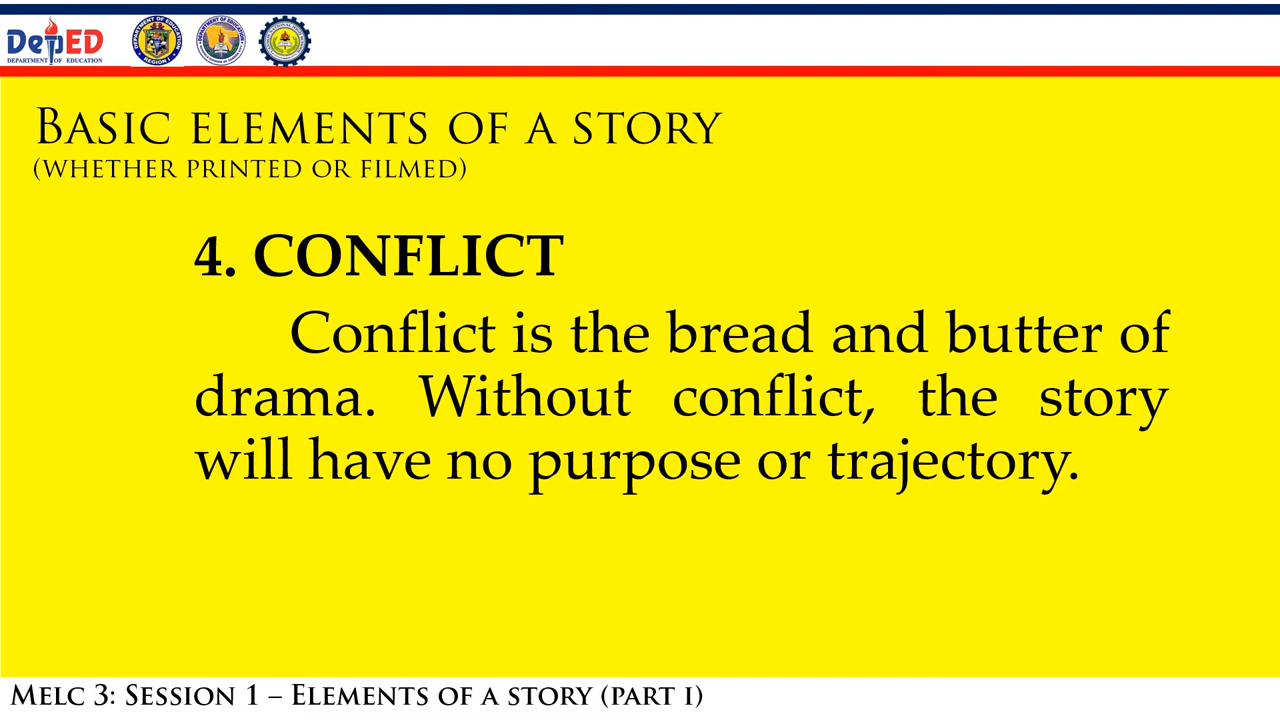 DepED
DEPARTMENT OF EDUCATION
BASIC ELEMENTS OF A STORY
(WHETHER PRINTED OR FILMED)
4. CONFLICT
Conflict is the bread and butter of
drama. Without conflict, the story
will have no purpose or trajectory.
MELC 3: SESSION 1 – ELEMENTS OF A STORY (PART I)